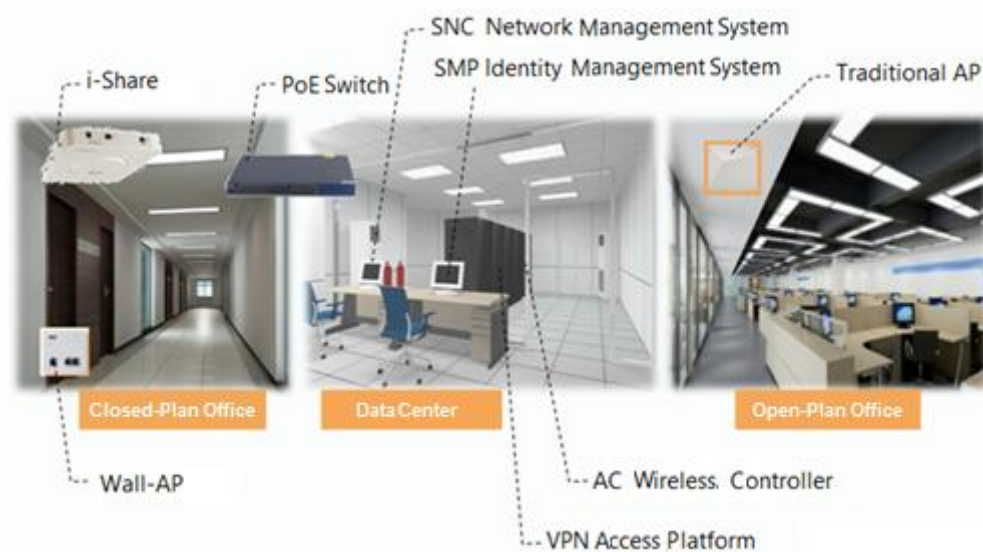 SNC Network Management System
SMP Identity Management System
i-Share
PoE Switch
Traditional AP
Closed-Plan Office
Data Center
Open-Plan Office
Wall-AP
AC Wireless. Controller
VPN Access Platform